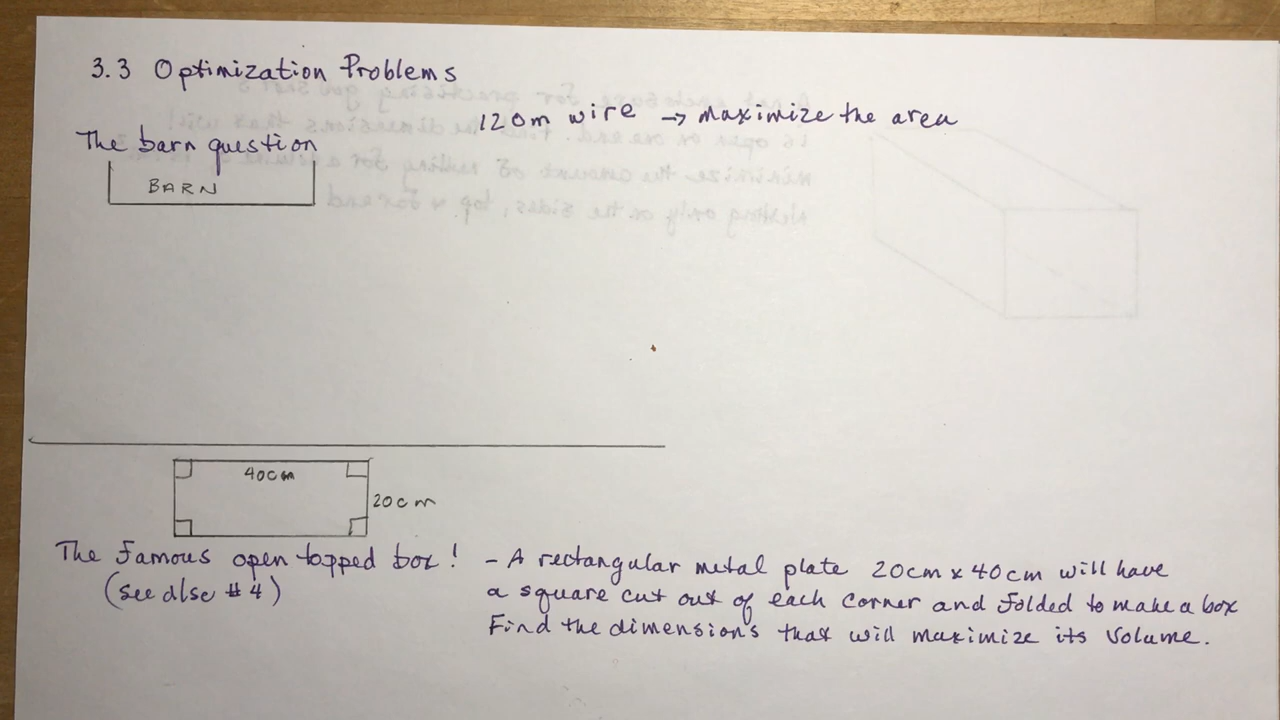 3.3 Optimization Problems
120m wire → maximize the area
The barn question
BARN
40cm
20cm
The famous open topped box!
(see also #4)
- A rectangular metal plate 20cm x 40cm will have
a square cut out of each corner and folded to make a box
Find the dimensions that will maximize its volume.